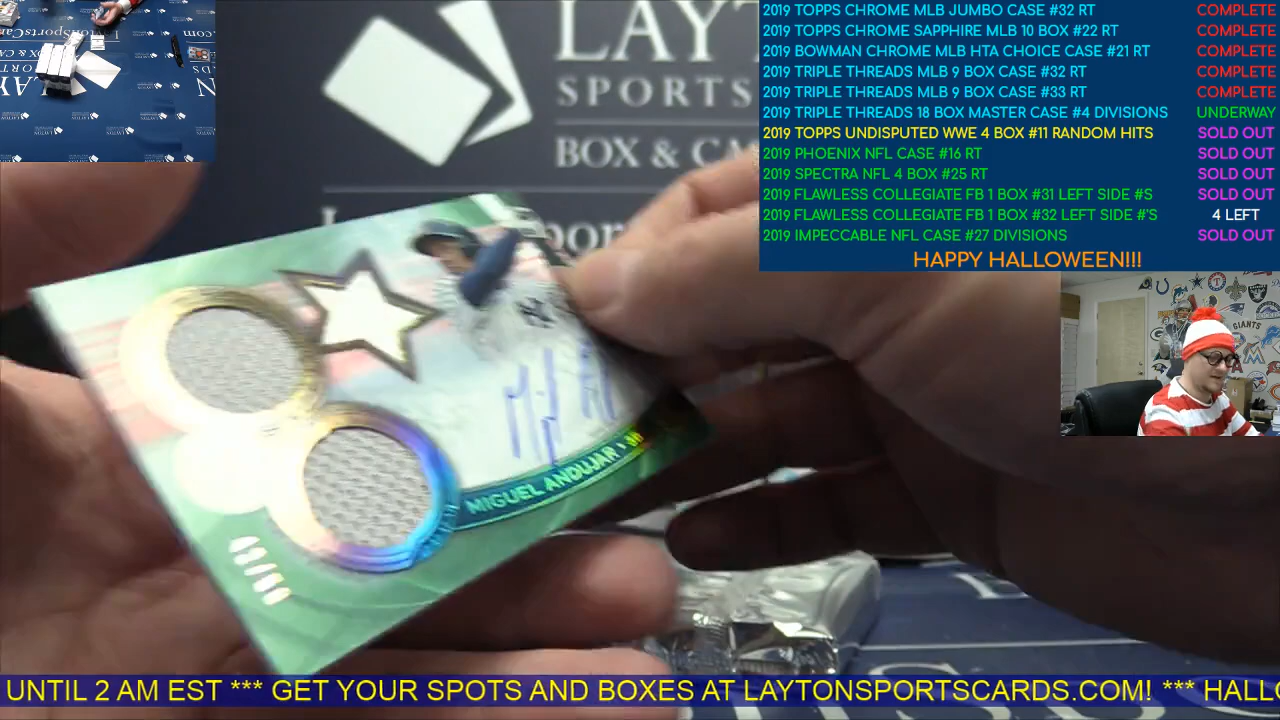 2019 TOPPS CHROME MLB JUMBO CASE #32 RT COMPLETE
2019 TOPPS CHROME SAPPHIRE MLB 10 BOX #22 RT COMPLETE
2019 BOWMAN CHROME MLB HTA CHOICE CASE #21 RT COMPLETE
2019 TRIPLE THREADS MLB 9 BOX CASE #32 RT COMPLETE
2019 TRIPLE THREADS MLB 9 BOX CASE #33 RT COMPLETE
2019 TRIPLE THREADS 18 BOX MASTER CASE #4 DIVISIONS UNDERWAY
2019 TOPPS UNDISPUTED WWE 4 BOX #11 RANDOM HITS SOLD OUT
2019 PHOENIX NFL CASE #16 RT SOLD OUT
2019 SPECTRA NFL 4 BOX #25 RT SOLD OUT
2019 FLAWLESS COLLEGIATE FB 1 BOX #31 LEFT SIDE #S SOLD OUT
2019 FLAWLESS COLLEGIATE FB 1 BOX #32 LEFT SIDE #'S 4 LEFT
2019 IMPECCABLE NFL CASE #27 DIVISIONS SOLD OUT
HAPPY HALLOWEEN!!!
LAYT
SPORTS
BOX & CA
GIANTS
MIGUEL ANDUJAR
UNTIL 2 AM EST *** GET YOUR SPOTS AND BOXES AT LAYTONSPORTSCARDS.COM! *** HALLO